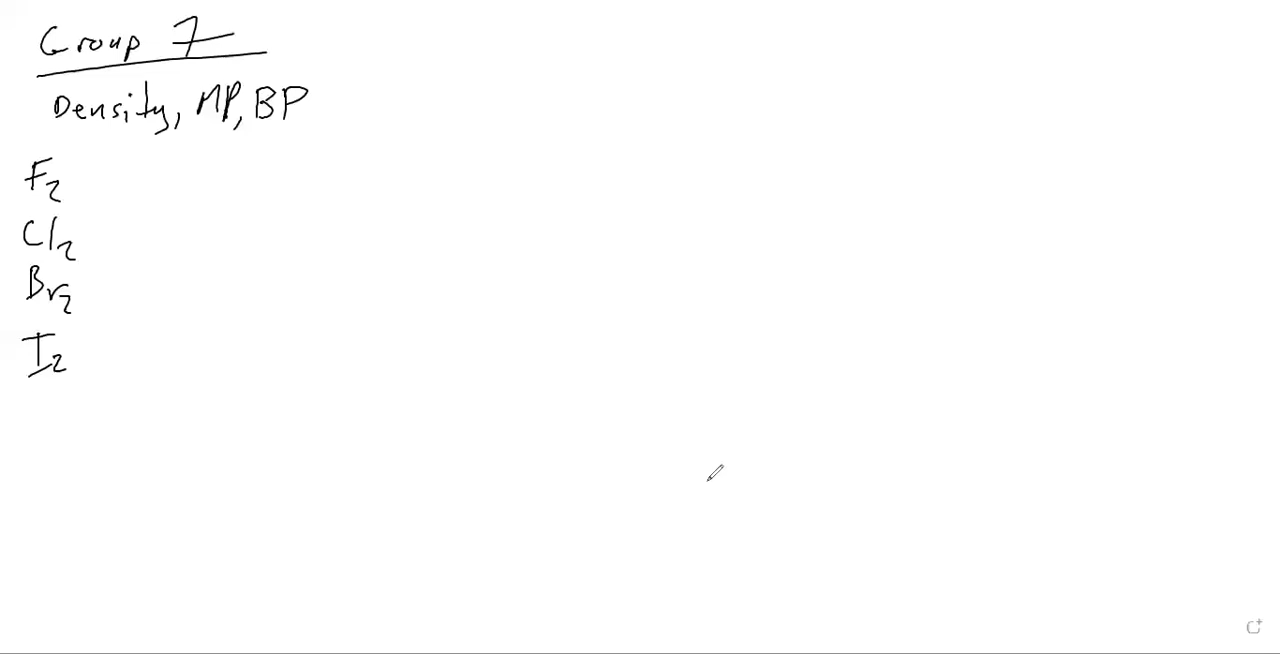 Group 7
Density, MP, BP
F₂
Cl₂
Br₂
I₂